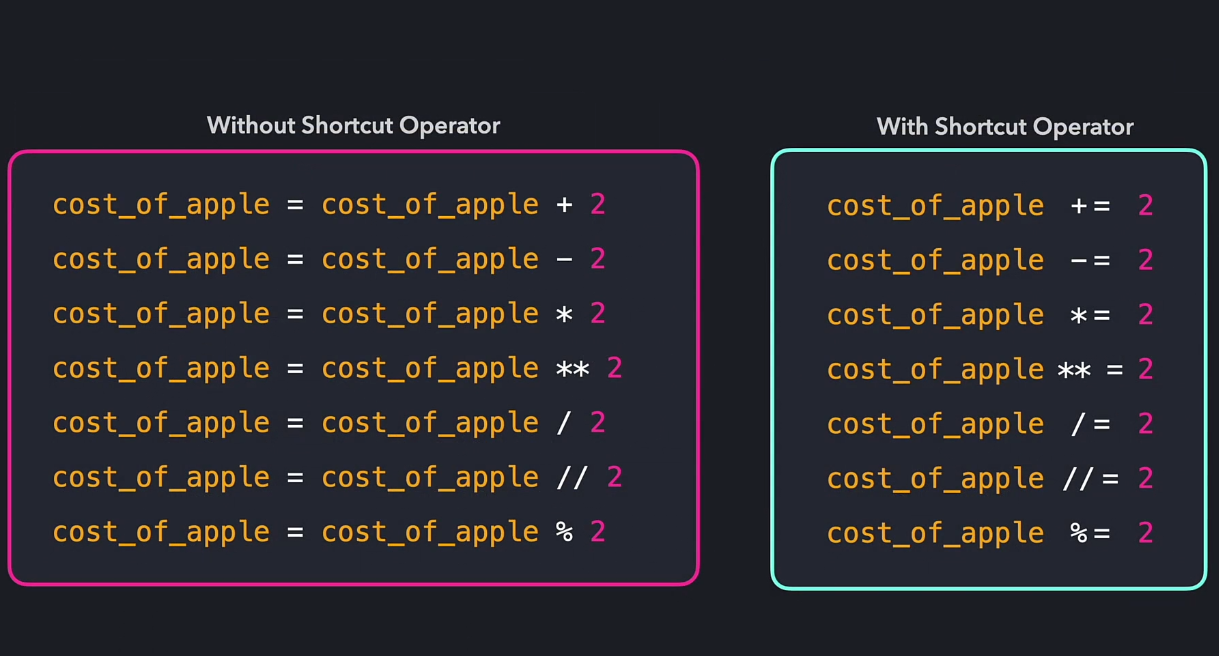 Without Shortcut Operator
cost_of_apple = cost_of_apple + 2
cost_of_apple = cost_of_apple - 2
cost_of_apple = cost_of_apple * 2
cost_of_apple = cost_of_apple ** 2
cost_of_apple = cost_of_apple / 2
cost_of_apple = cost_of_apple // 2
cost_of_apple = cost_of_apple % 2
With Shortcut Operator
cost_of_apple += 2
cost_of_apple -= 2
cost_of_apple *= 2
cost_of_apple ** = 2
cost_of_apple /= 2
cost_of_apple //= 2
cost_of_apple %= 2